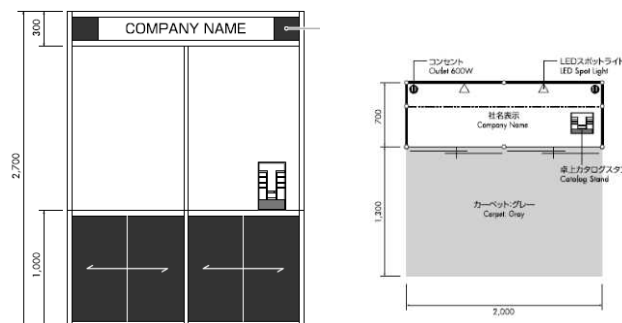 300
COMPANY NAME
2,700
1,000
コンセント
Outlet 600W
LEDスポットライト
LED Spot Light
700
社名表示
Company Name
卓上カタログスタン
Catalog Stand
1,300
カーペット:グレー
Carpet: Gray
2,000